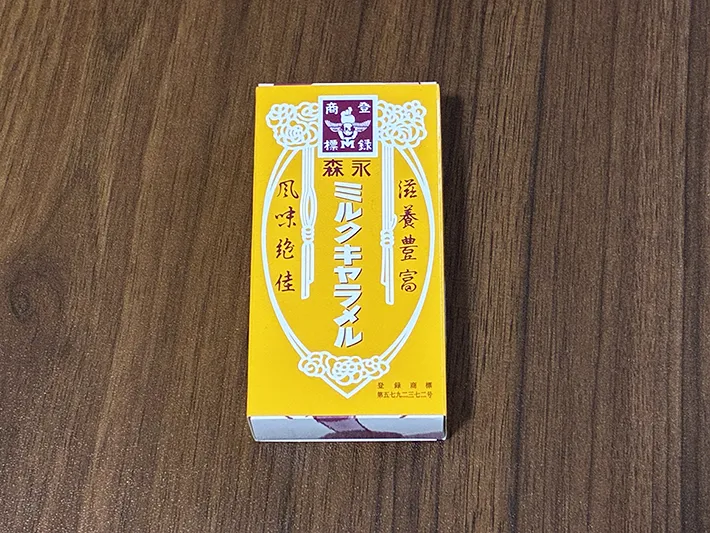 登録
商標
森永
滋養豊富
ミルクキャラメル
風味絶佳
登録商標
第五七九二三七二号